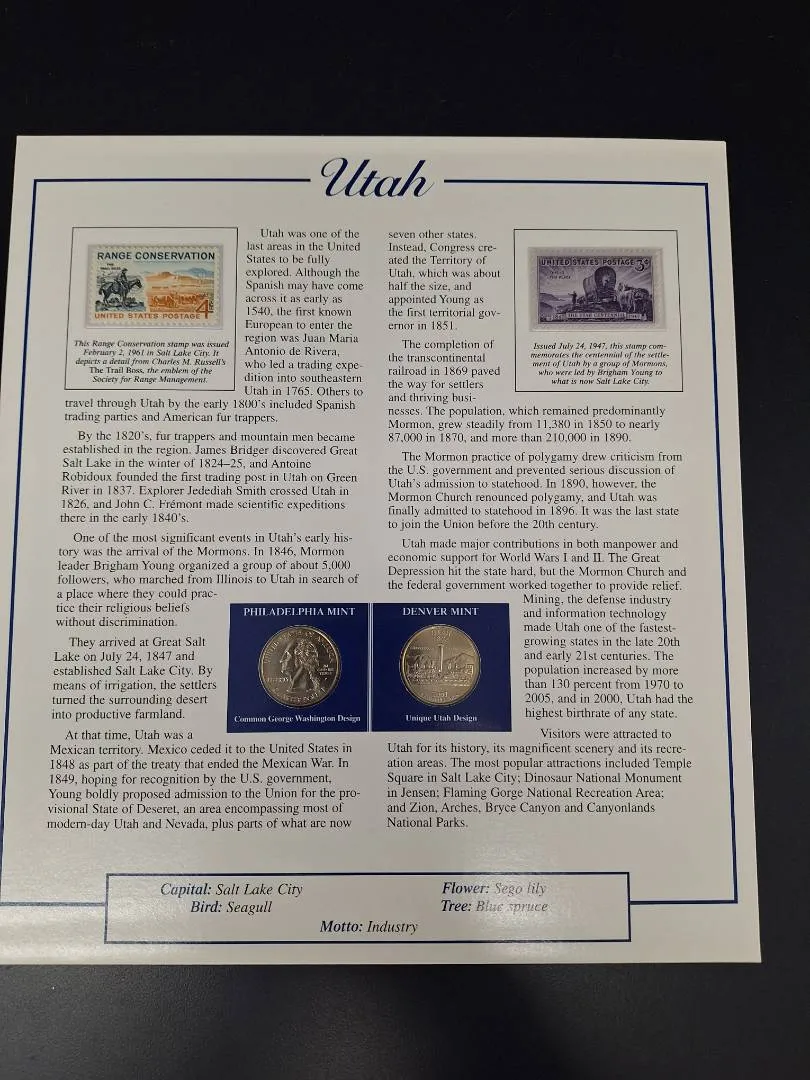 Utah
RANGE CONSERVATION
THE TRAIL BOSS
UNITED STATES POSTAGE 4¢
This Range Conservation stamp was issued
February 2, 1961 in Salt Lake City. It
depicts a detail from Charles M. Russell's
The Trail Boss, the emblem of the
Society for Range Management.
Utah was one of the
last areas in the United
States to be fully
explored. Although the
Spanish may have come
across it as early as
1540, the first known
European to enter the
region was Juan Maria
Antonio de Rivera,
who led a trading expe-
dition into southeastern
Utah in 1765. Others to
travel through Utah by the early 1800's included Spanish
trading parties and American fur trappers.
By the 1820's, fur trappers and mountain men became
established in the region. James Bridger discovered Great
Salt Lake in the winter of 1824–25, and Antoine
Robidoux founded the first trading post in Utah on Green
River in 1837. Explorer Jedediah Smith crossed Utah in
1826, and John C. Frémont made scientific expeditions
there in the early 1840's.
One of the most significant events in Utah's early his-
tory was the arrival of the Mormons. In 1846, Mormon
leader Brigham Young organized a group of about 5,000
followers, who marched from Illinois to Utah in search of
a place where they could prac-
tice their religious beliefs
without discrimination.
They arrived at Great Salt
Lake on July 24, 1847 and
established Salt Lake City. By
means of irrigation, the settlers
turned the surrounding desert
into productive farmland.
At that time, Utah was a
Mexican territory. Mexico ceded it to the United States in
1848 as part of the treaty that ended the Mexican War. In
1849, hoping for recognition by the U.S. government,
Young boldly proposed admission to the Union for the pro-
visional State of Deseret, an area encompassing most of
modern-day Utah and Nevada, plus parts of what are now
seven other states.
Instead, Congress cre-
ated the Territory of
Utah, which was about
half the size, and
appointed Young as
the first territorial gov-
ernor in 1851.
UNITED STATES POSTAGE 3¢
THIS IS THE PLACE
1847 THE UTAH CENTENNIAL 1947
Issued July 24, 1947, this stamp com-
memorates the centennial of the settle-
ment of Utah by a group of Mormons,
who were led by Brigham Young to
what is now Salt Lake City.
The completion of
the transcontinental
railroad in 1869 paved
the way for settlers
and thriving busi-
nesses. The population, which remained predominantly
Mormon, grew steadily from 11,380 in 1850 to nearly
87,000 in 1870, and more than 210,000 in 1890.
The Mormon practice of polygamy drew criticism from
the U.S. government and prevented serious discussion of
Utah's admission to statehood. In 1890, however, the
Mormon Church renounced polygamy, and Utah was
finally admitted to statehood in 1896. It was the last state
to join the Union before the 20th century.
Utah made major contributions in both manpower and
economic support for World Wars I and II. The Great
Depression hit the state hard, but the Mormon Church and
the federal government worked together to provide relief.
Mining, the defense industry
and information technology
made Utah one of the fastest-
growing states in the late 20th
and early 21st centuries. The
population increased by more
than 130 percent from 1970 to
2005, and in 2000, Utah had the
highest birthrate of any state.
Visitors were attracted to
Utah for its history, its magnificent scenery and its recre-
ation areas. The most popular attractions included Temple
Square in Salt Lake City; Dinosaur National Monument
in Jensen; Flaming Gorge National Recreation Area;
and Zion, Arches, Bryce Canyon and Canyonlands
National Parks.
PHILADELPHIA MINT
UNITED STATES OF AMERICA
LIBERTY
QUARTER DOLLAR
Common George Washington Design
DENVER MINT
UTAH
Unique Utah Design
Capital: Salt Lake City
Bird: Seagull
Flower: Sego lily
Tree: Blue spruce
Motto: Industry